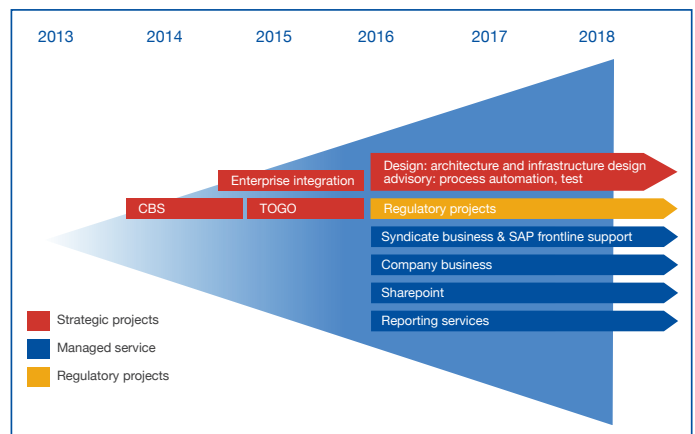 2013 2014 2015 2016 2017 2018
Design: architecture and infrastructure design
advisory: process automation, test
Enterprise integration
CBS TOGO Regulatory projects
Syndicate business & SAP frontline support
Company business
Sharepoint
Reporting services
Strategic projects
Managed service
Regulatory projects